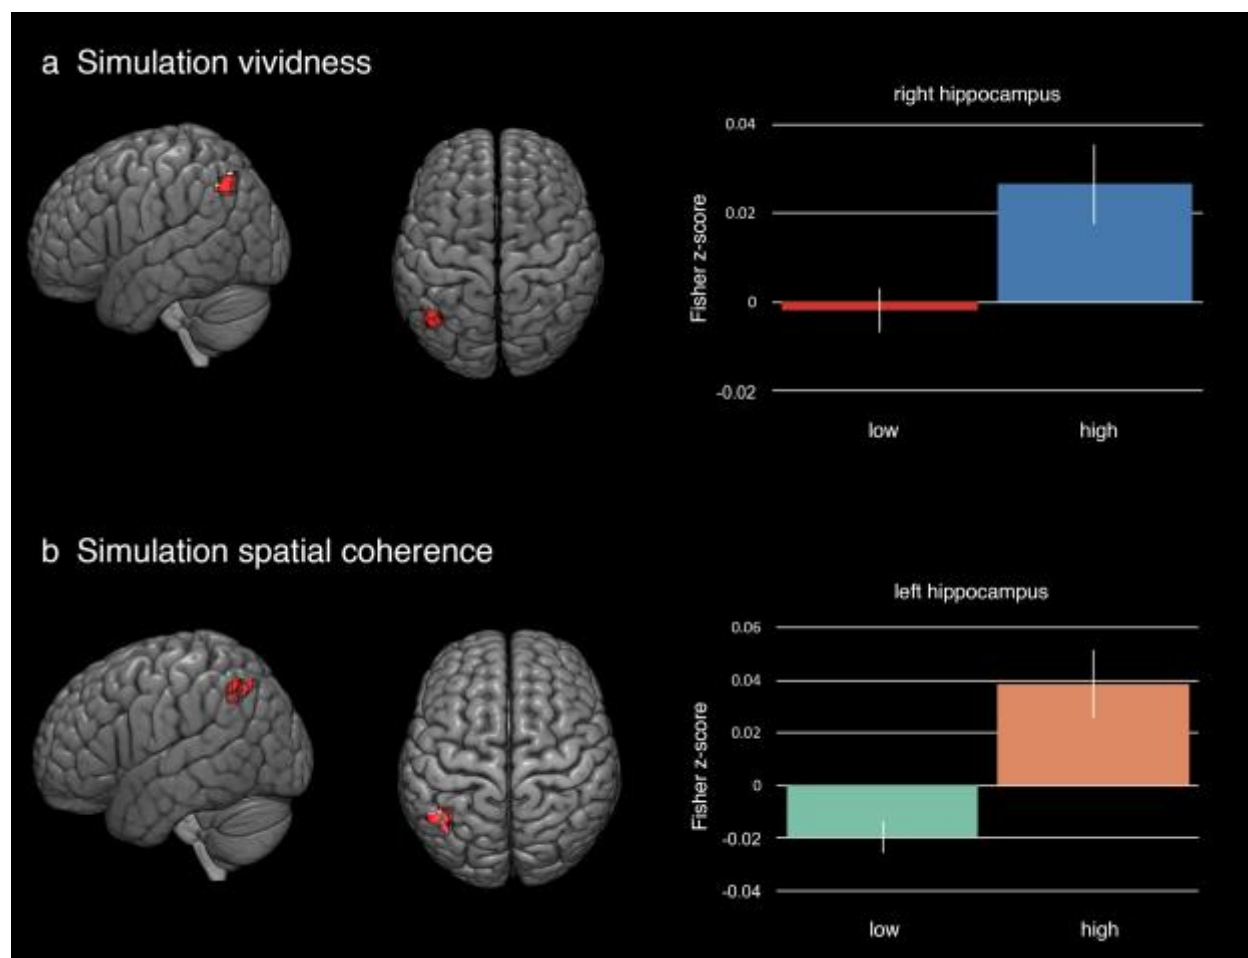 a Simulation vividness
right hippocampus
0.04
0.02
0
-0.02
Fisher z-score
low high
b Simulation spatial coherence
left hippocampus
0.06
0.04
0.02
0
-0.02
-0.04
Fisher z-score
low high